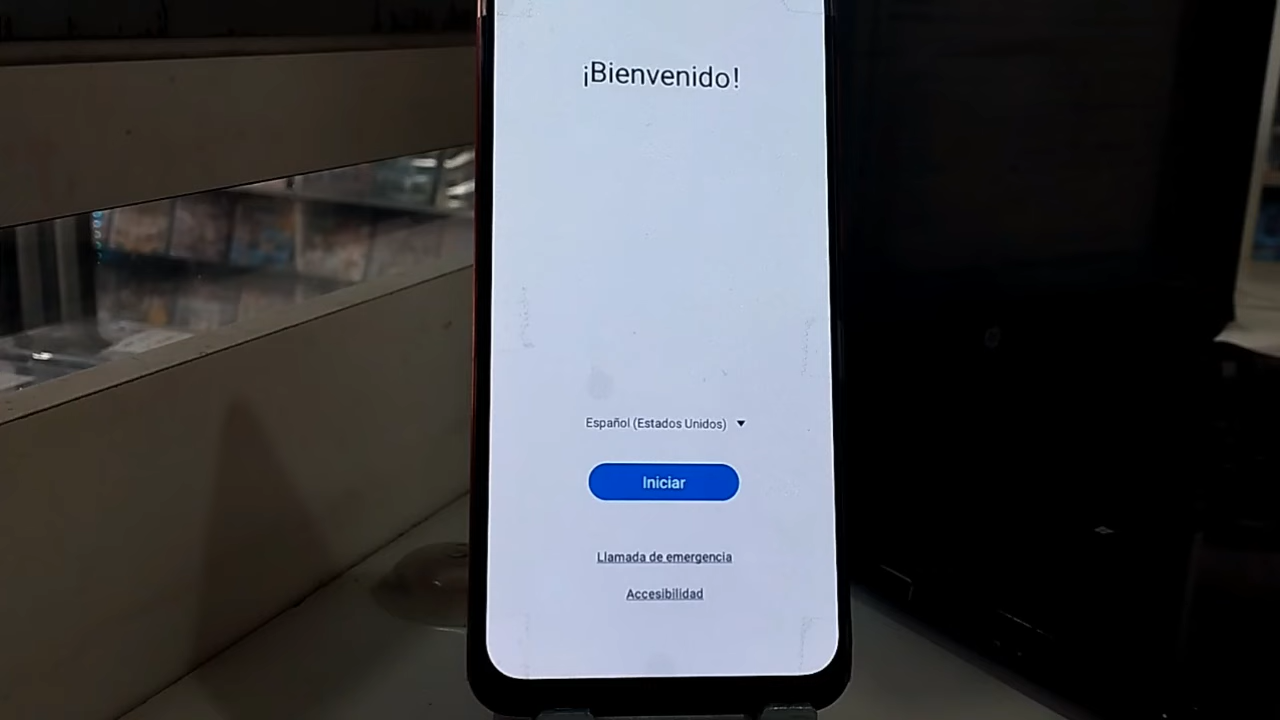 ¡Bienvenido!
Español (Estados Unidos)
Iniciar
Llamada de emergencia
Accesibilidad